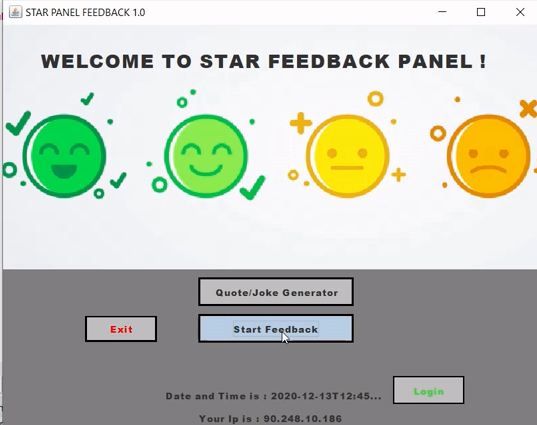 STAR PANEL FEEDBACK 1.0
WELCOME TO STAR FEEDBACK PANEL !
Quote/Joke Generator
Exit
Start Feedback
Login
Date and Time is : 2020-12-13T12:45...
Your Ip is : 90.248.10.186